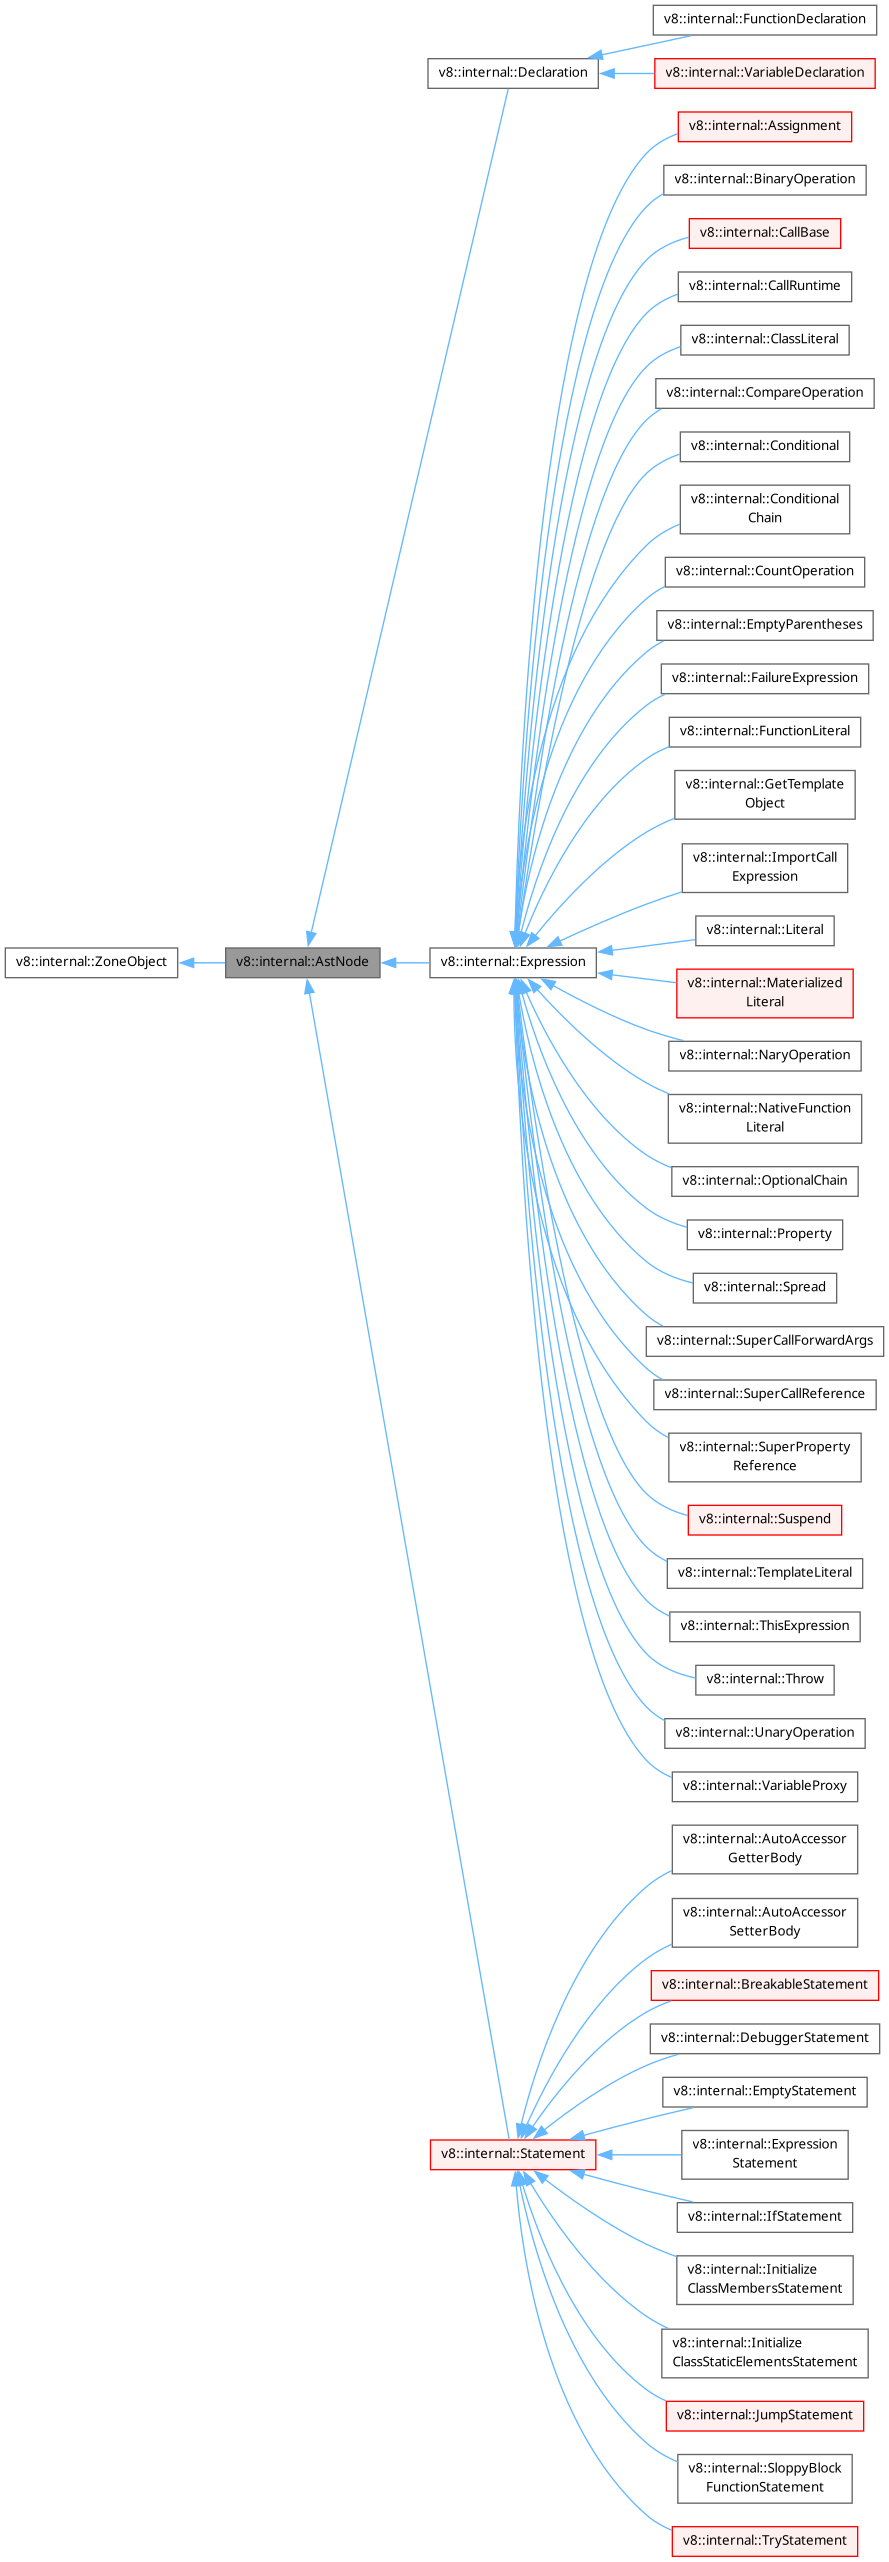 v8::internal::FunctionDeclaration
v8::internal::Declaration
v8::internal::VariableDeclaration
v8::internal::Assignment
v8::internal::BinaryOperation
v8::internal::CallBase
v8::internal::CallRuntime
v8::internal::ClassLiteral
v8::internal::CompareOperation
v8::internal::Conditional
v8::internal::Conditional
Chain
v8::internal::CountOperation
v8::internal::EmptyParentheses
v8::internal::FailureExpression
v8::internal::FunctionLiteral
v8::internal::GetTemplate
Object
v8::internal::ImportCall
Expression
v8::internal::Literal
v8::internal::ZoneObject
v8::internal::AstNode
v8::internal::Expression
v8::internal::Materialized
Literal
v8::internal::NaryOperation
v8::internal::NativeFunction
Literal
v8::internal::OptionalChain
v8::internal::Property
v8::internal::Spread
v8::internal::SuperCallForwardArgs
v8::internal::SuperCallReference
v8::internal::SuperProperty
Reference
v8::internal::Suspend
v8::internal::TemplateLiteral
v8::internal::ThisExpression
v8::internal::Throw
v8::internal::UnaryOperation
v8::internal::VariableProxy
v8::internal::AutoAccessor
GetterBody
v8::internal::AutoAccessor
SetterBody
v8::internal::BreakableStatement
v8::internal::DebuggerStatement
v8::internal::EmptyStatement
v8::internal::Statement
v8::internal::Expression
Statement
v8::internal::IfStatement
v8::internal::Initialize
ClassMembersStatement
v8::internal::Initialize
ClassStaticElementsStatement
v8::internal::JumpStatement
v8::internal::SloppyBlock
FunctionStatement
v8::internal::TryStatement